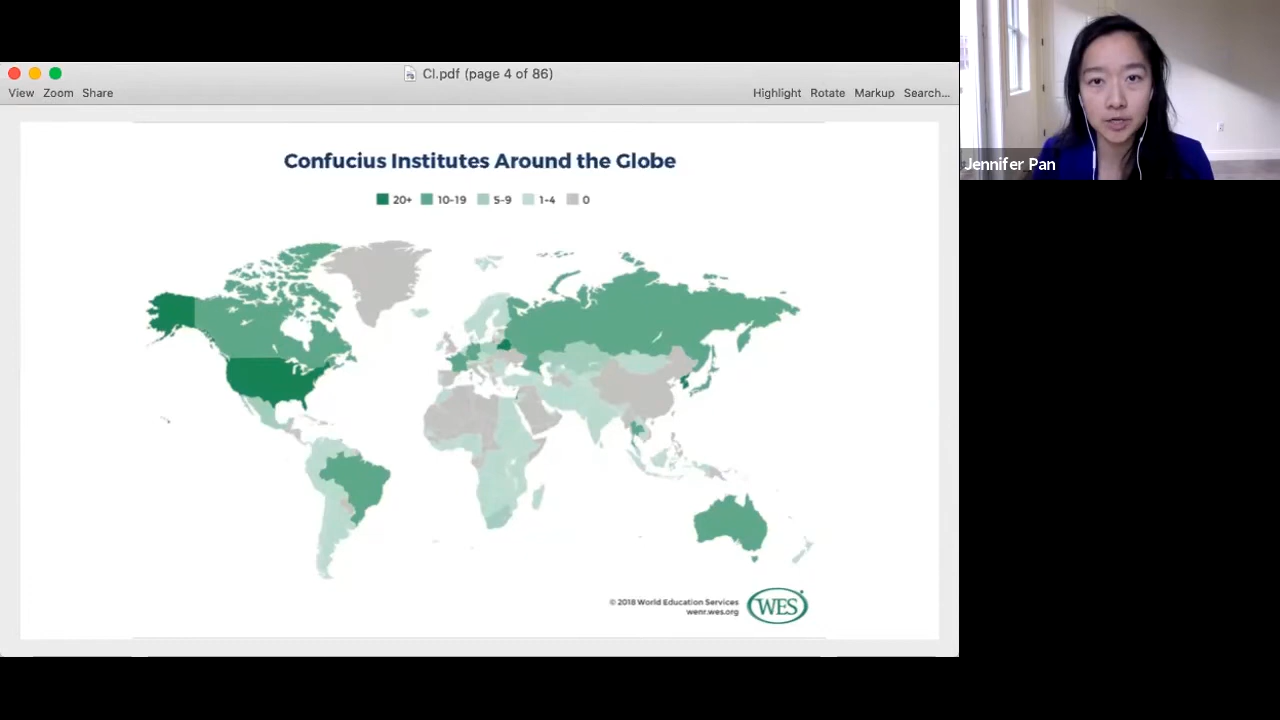 CI.pdf (page 4 of 86)
View Zoom Share Highlight Rotate Markup Search...
Confucius Institutes Around the Globe
20+ 10-19 5-9 1-4 0
© 2018 World Education Services
wenr.wes.org
WES
Jennifer Pan